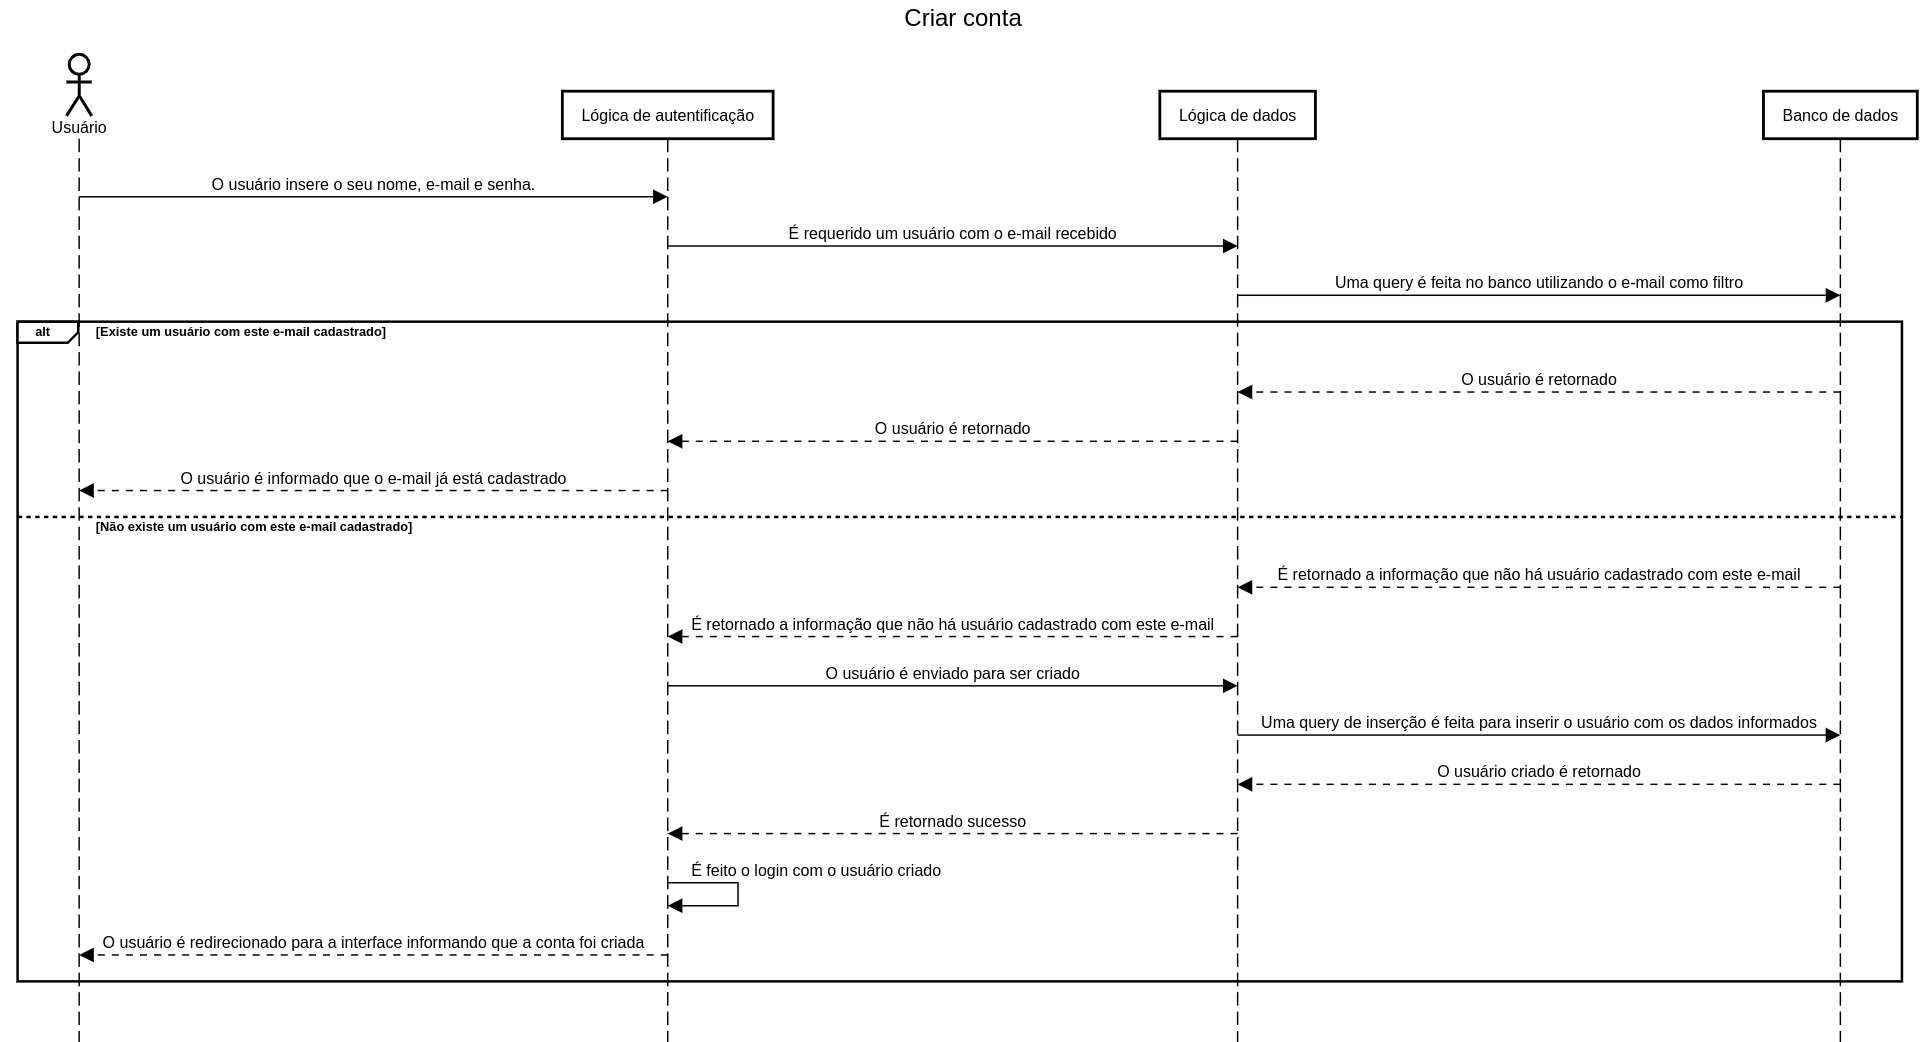 Criar conta
Usuário
Lógica de autentificação
Lógica de dados
Banco de dados
O usuário insere o seu nome, e-mail e senha.
É requerido um usuário com o e-mail recebido
Uma query é feita no banco utilizando o e-mail como filtro
alt
[Existe um usuário com este e-mail cadastrado]
O usuário é retornado
O usuário é retornado
O usuário é informado que o e-mail já está cadastrado
[Não existe um usuário com este e-mail cadastrado]
É retornado a informação que não há usuário cadastrado com este e-mail
É retornado a informação que não há usuário cadastrado com este e-mail
O usuário é enviado para ser criado
Uma query de inserção é feita para inserir o usuário com os dados informados
O usuário criado é retornado
É retornado sucesso
É feito o login com o usuário criado
O usuário é redirecionado para a interface informando que a conta foi criada